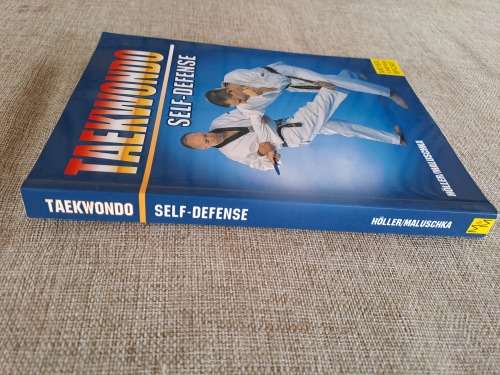 TAEKWONDO
SELF-DEFENSE
HÖLLER/MALUSCHKA
TAEKWONDO SELF-DEFENSE HÖLLER/MALUSCHKA